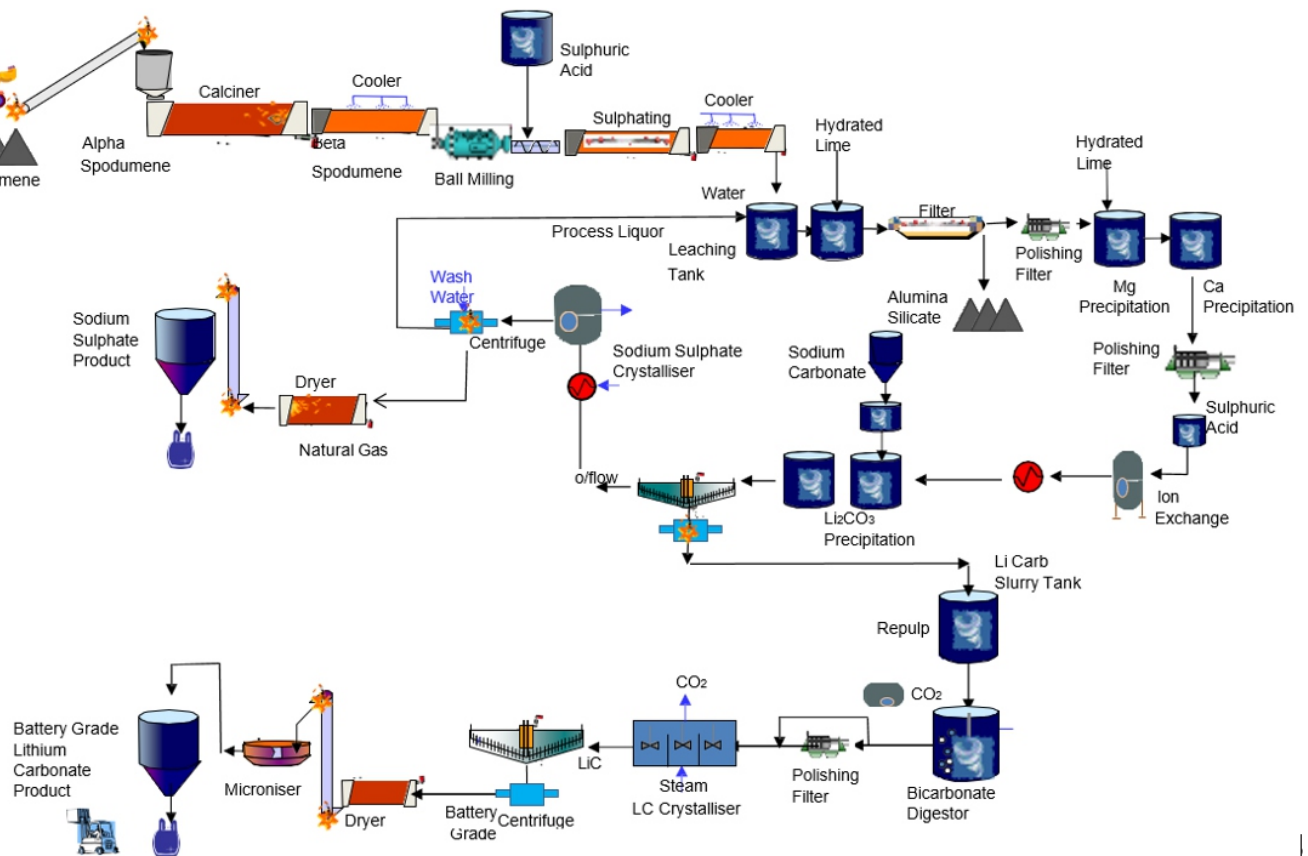 Sulphuric
Acid
Cooler
Calciner
Cooler
Sulphating
Hydrated
Lime
Hydrated
Lime
Alpha
Spodumene
Beta
Spodumene
Ball Milling
mene
Water
Process Liquor
Leaching
Tank
Filter
Polishing
Filter
Mg
Precipitation
Ca
Precipitation
Alumina
Silicate
Wash
Water
Centrifuge
Sodium
Sulphate
Product
Sodium Sulphate
Crystalliser
Sodium
Carbonate
Polishing
Filter
Dryer
Natural Gas
Sulphuric
Acid
o/flow
Li2CO3
Precipitation
Ion
Exchange
Li Carb
Slurry Tank
Repulp
CO2
CO2
Battery Grade
Lithium
Carbonate
Product
Microniser
Dryer
Battery
Grade
Centrifuge
LiC
Steam
LC Crystalliser
Polishing
Filter
Bicarbonate
Digestor